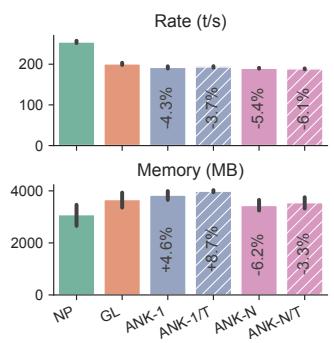 Rate (t/s)
200
100
0
-4.3%
-3.7%
-5.4%
-6.1%
Memory (MB)
4000
2000
0
+4.6%
+8.7%
-6.2%
-3.3%
NP
GL
ANK-1
ANK-1/T
ANK-N
ANK-N/T